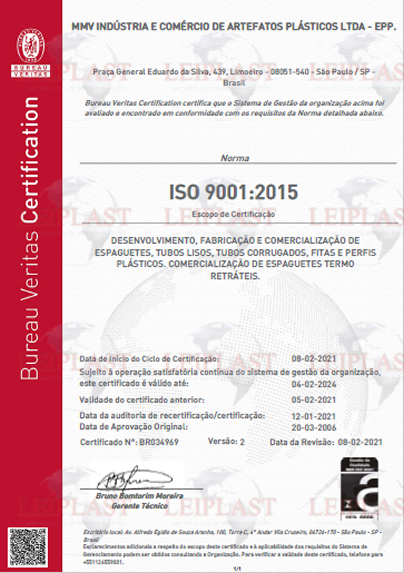 BUREAU
VERITAS
Bureau Veritas Certification
MMV INDÚSTRIA E COMÉRCIO DE ARTEFATOS PLÁSTICOS LTDA - EPP.
Praça General Eduardo da Silva, 439, Limoeiro - 08051-540 - São Paulo / SP -
Brasil
Bureau Veritas Certification certifica que o Sistema de Gestão da organização acima foi
avaliado e encontrado em conformidade com os requisitos da Norma detalhada abaixo.
Norma
ISO 9001:2015
Escopo de Certificação
LEIPLAST
DESENVOLVIMENTO, FABRICAÇÃO E COMERCIALIZAÇÃO DE
ESPAGUETES, TUBOS LISOS, TUBOS CORRUGADOS, FITAS E PERFIS
PLÁSTICOS. COMERCIALIZAÇÃO DE ESPAGUETES TERMO
RETRÁTEIS.
Data de Início do Ciclo de Certificação: 08-02-2021
Sujeito à operação satisfatória contínua do sistema de gestão da organização,
este certificado é válido até: 04-02-2024
Validade do certificado anterior: 05-02-2021
Data da auditoria de recertificação/certificação: 12-01-2021
Data de Aprovação Original: 20-03-2006
Certificado N°: BR034969 Versão: 2 Data da Revisão: 08-02-2021
Bruno Bomtorim Moreira
Gerente Técnico
Escritório local: Av. Alfredo Egídio de Souza Aranha, 100, Torre C, 4° Andar Vila Cruzeiro, 04726-170 - São Paulo - SP -
Brasil
Esclarecimentos adicionais a respeito do escopo deste certificado e à aplicabilidade dos requisitos do Sistema de
Gerenciamento podem ser obtidos consultando a Organização. Para verificar a validade deste certificado, telefone para
+551126559001.
1/1